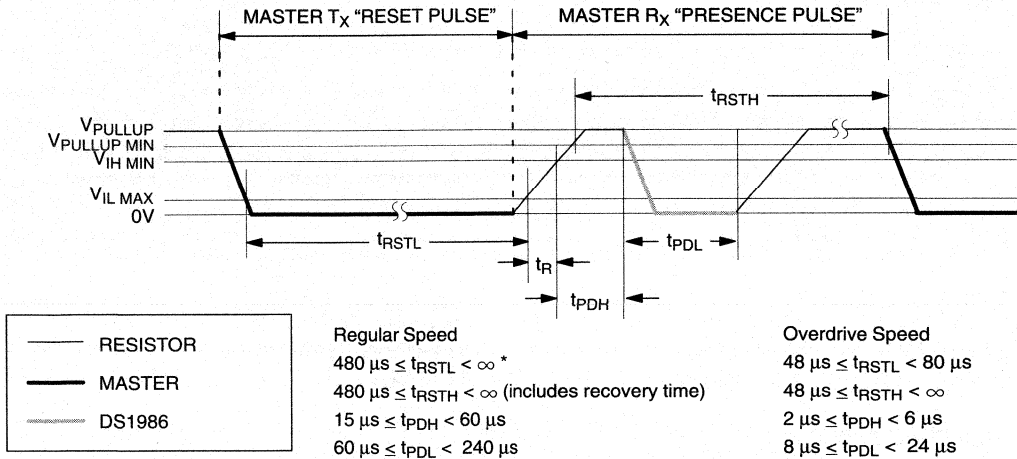 MASTER TX “RESET PULSE”
MASTER RX “PRESENCE PULSE”
tRSTH
VPULLUP
VPULLUP MIN
VIH MIN
VIL MAX
0V
tRSTL
tR
tPDL
tPDH
RESISTOR
MASTER
DS1986
Regular Speed
480 μs ≤ tRSTL < ∞ *
480 μs ≤ tRSTH < ∞ (includes recovery time)
15 μs ≤ tPDH < 60 μs
60 μs ≤ tPDL < 240 μs
Overdrive Speed
48 μs ≤ tRSTL < 80 μs
48 μs ≤ tRSTH < ∞
2 μs ≤ tPDH < 6 μs
8 μs ≤ tPDL < 24 μs